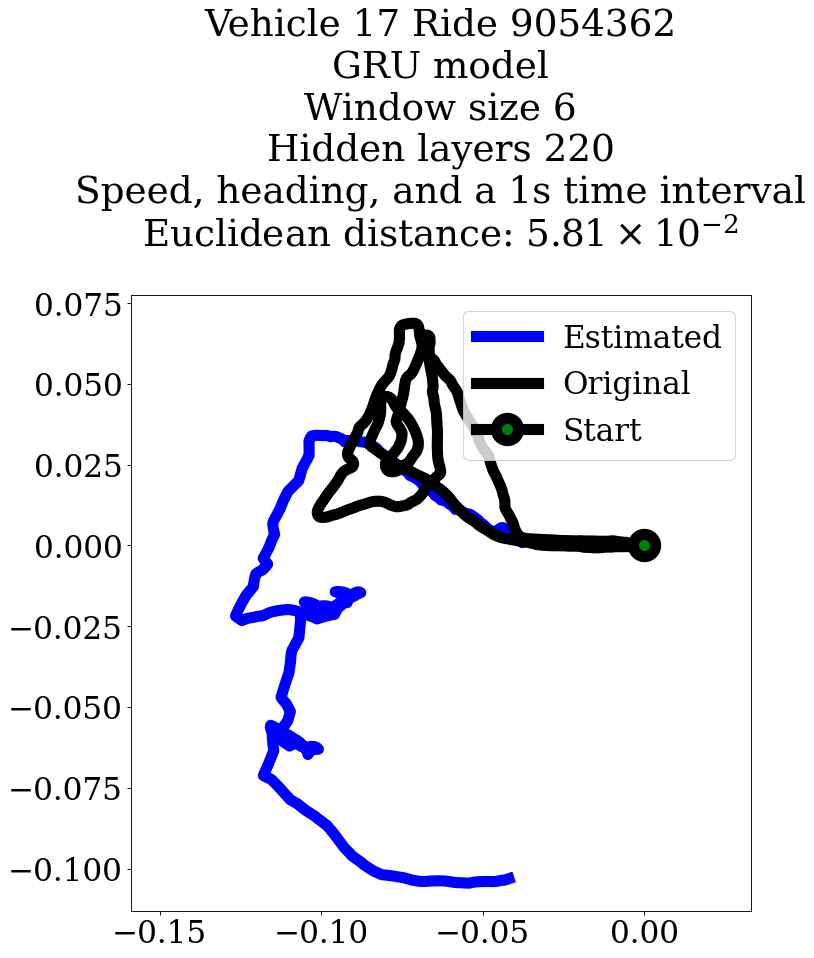 Vehicle 17 Ride 9054362
GRU model
Window size 6
Hidden layers 220
Speed, heading, and a 1s time interval
Euclidean distance: 5.81 × 10⁻²
Estimated
Original
Start
0.075
0.050
0.025
0.000
−0.025
−0.050
−0.075
−0.100
−0.15 −0.10 −0.05 0.00